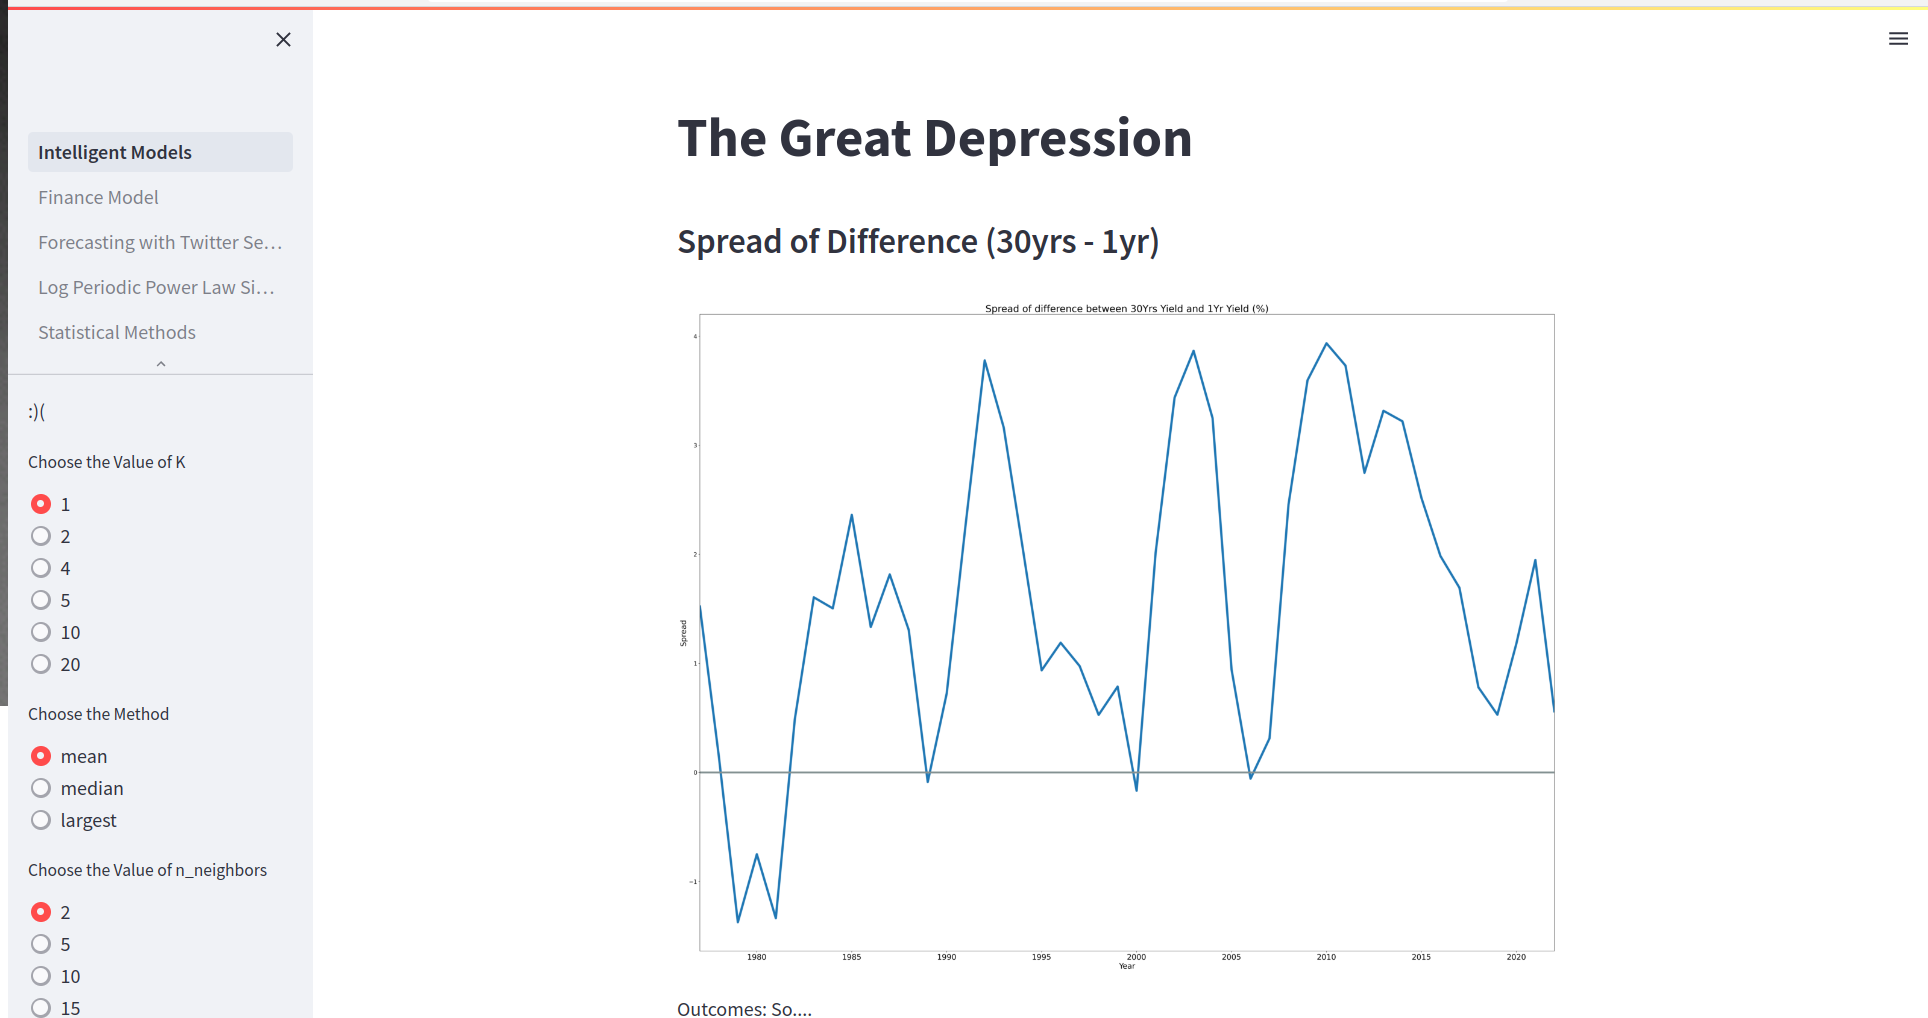 Intelligent Models
Finance Model
Forecasting with Twitter Se...
Log Periodic Power Law Si...
Statistical Methods
:)(
Choose the Value of K
1
2
4
5
10
20
Choose the Method
mean
median
largest
Choose the Value of n_neighbors
2
5
10
15
The Great Depression
Spread of Difference (30yrs - 1yr)
Spread of difference between 30Yrs Yield and 1Yr Yield (%)
4
3
2
1
0
−1
Spread
1980 1985 1990 1995 2000 2005 2010 2015 2020
Year
Outcomes: So....